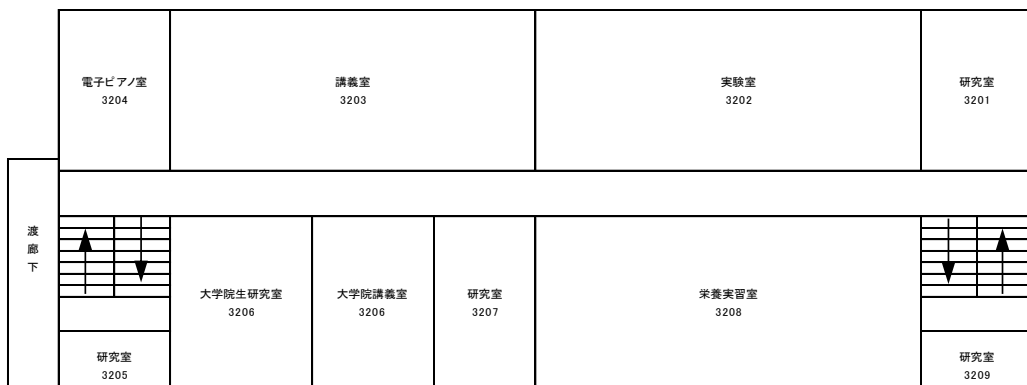 電子ピアノ室
3204
講義室
3203
実験室
3202
研究室
3201
渡
廊
下
大学院生研究室
3206
大学院講義室
3206
研究室
3207
栄養実習室
3208
研究室
3205
研究室
3209